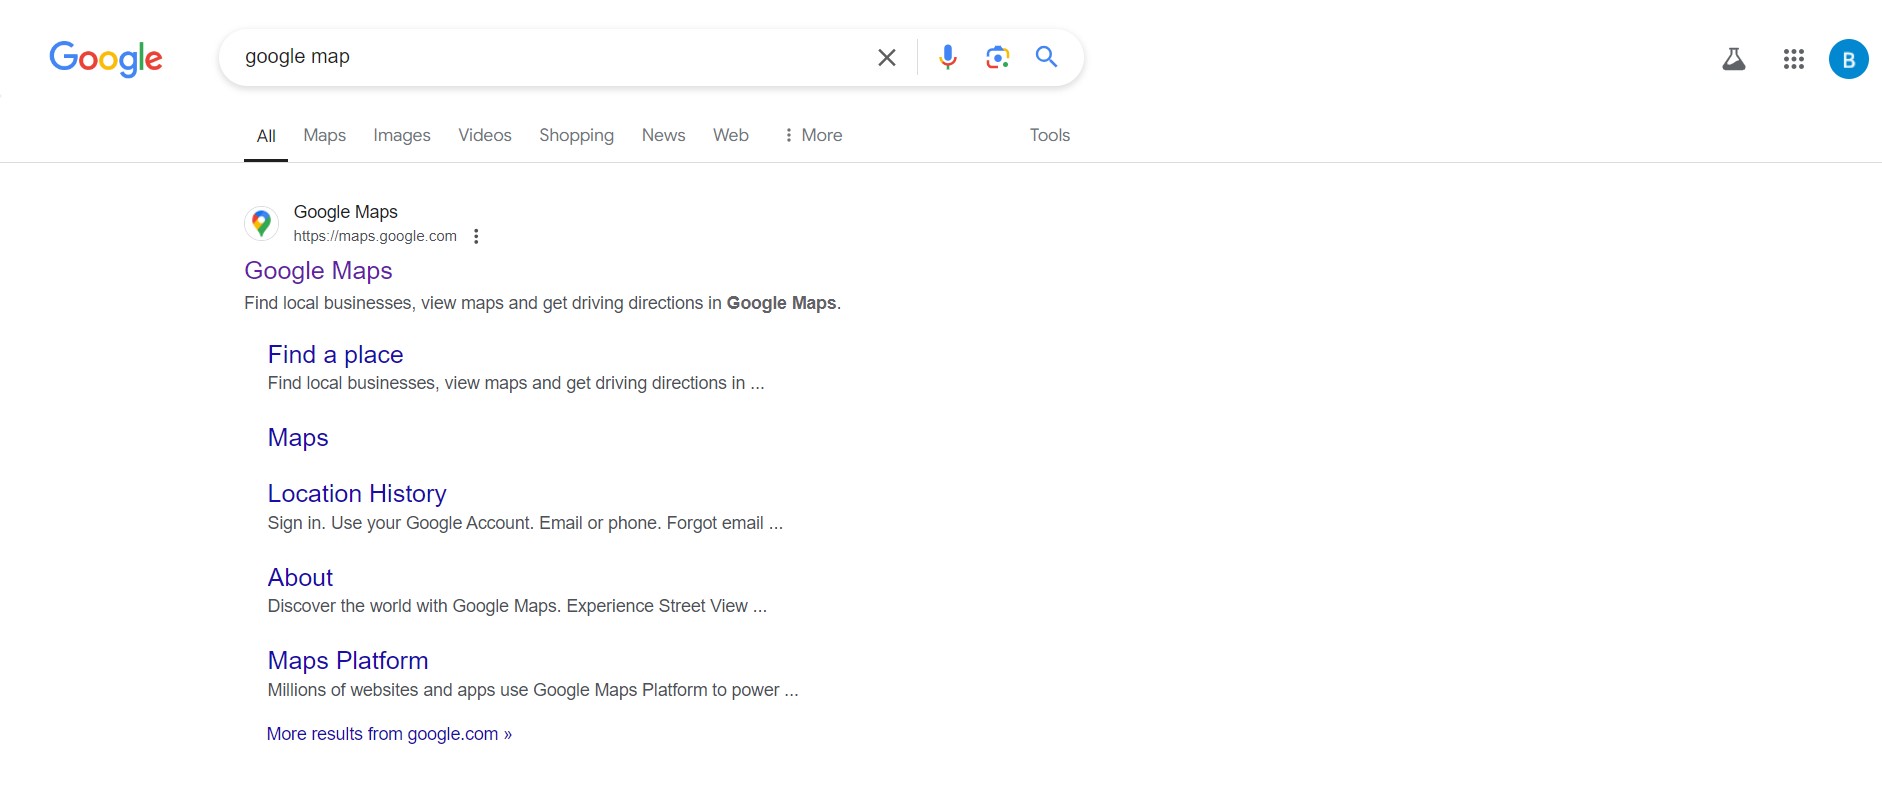 Google
google map
B
All Maps Images Videos Shopping News Web More Tools
Google Maps
https://maps.google.com
Google Maps
Find local businesses, view maps and get driving directions in Google Maps.
Find a place
Find local businesses, view maps and get driving directions in ...
Maps
Location History
Sign in. Use your Google Account. Email or phone. Forgot email ...
About
Discover the world with Google Maps. Experience Street View ...
Maps Platform
Millions of websites and apps use Google Maps Platform to power ...
More results from google.com »